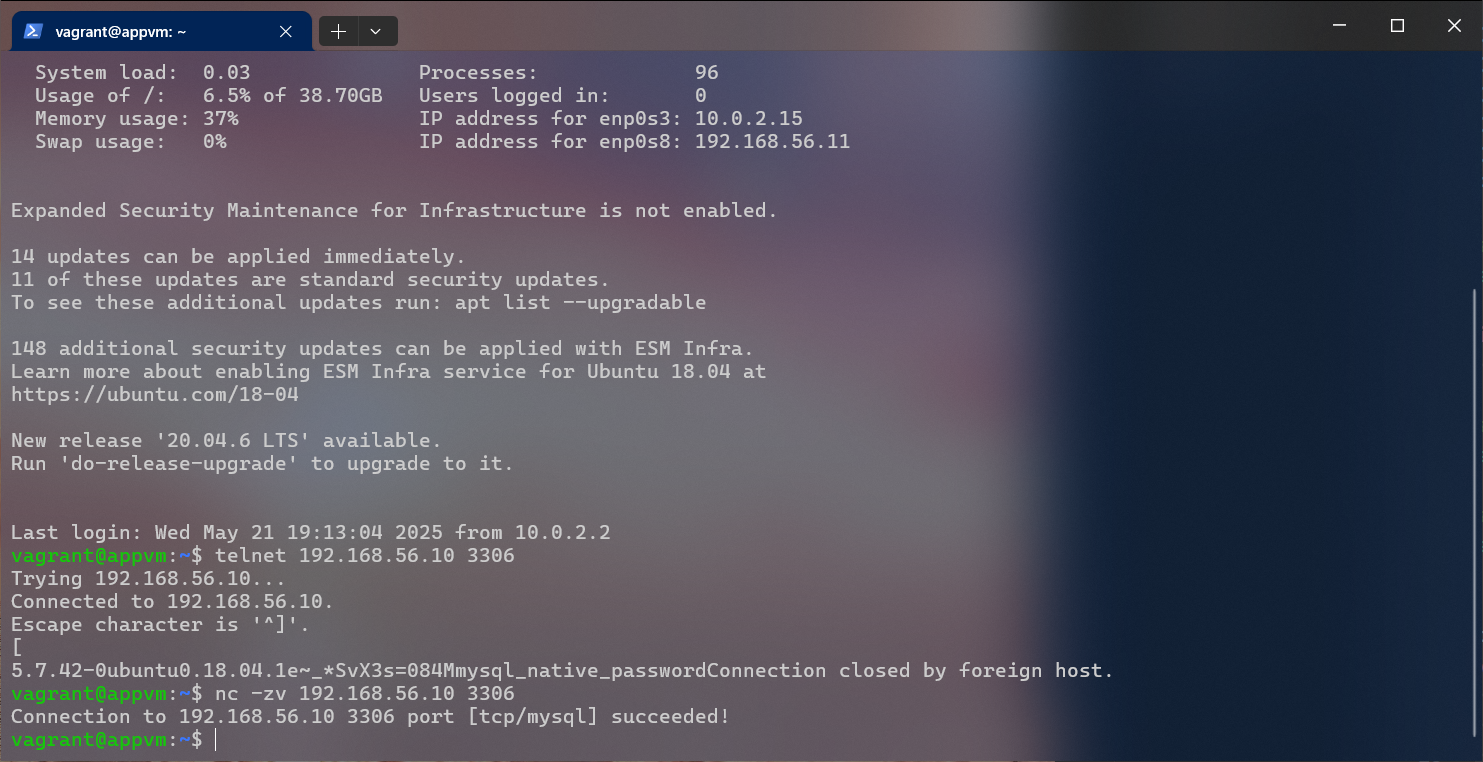 vagrant@appvm: ~
System load:  0.03               Processes:             96
Usage of /:   6.5% of 38.70GB   Users logged in:       0
Memory usage: 37%               IP address for enp0s3: 10.0.2.15
Swap usage:   0%                IP address for enp0s8: 192.168.56.11
Expanded Security Maintenance for Infrastructure is not enabled.
14 updates can be applied immediately.
11 of these updates are standard security updates.
To see these additional updates run: apt list --upgradable
148 additional security updates can be applied with ESM Infra.
Learn more about enabling ESM Infra service for Ubuntu 18.04 at
https://ubuntu.com/18-04
New release '20.04.6 LTS' available.
Run 'do-release-upgrade' to upgrade to it.
Last login: Wed May 21 19:13:04 2025 from 10.0.2.2
vagrant@appvm:~$ telnet 192.168.56.10 3306
Trying 192.168.56.10...
Connected to 192.168.56.10.
Escape character is '^]'.
[
5.7.42-0ubuntu0.18.04.1e~_*SvX3s=084Mmysql_native_passwordConnection closed by foreign host.
vagrant@appvm:~$ nc -zv 192.168.56.10 3306
Connection to 192.168.56.10 3306 port [tcp/mysql] succeeded!
vagrant@appvm:~$